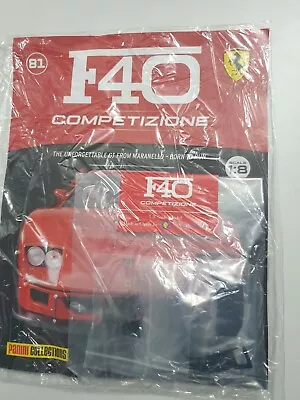 81
F40
COMPETIZIONE
THE UNFORGETTABLE GT FROM MARANELLO - BORN TO RUN
SCALE
1:8
F40
COMPETIZIONE
PANINI COLLECTIONS